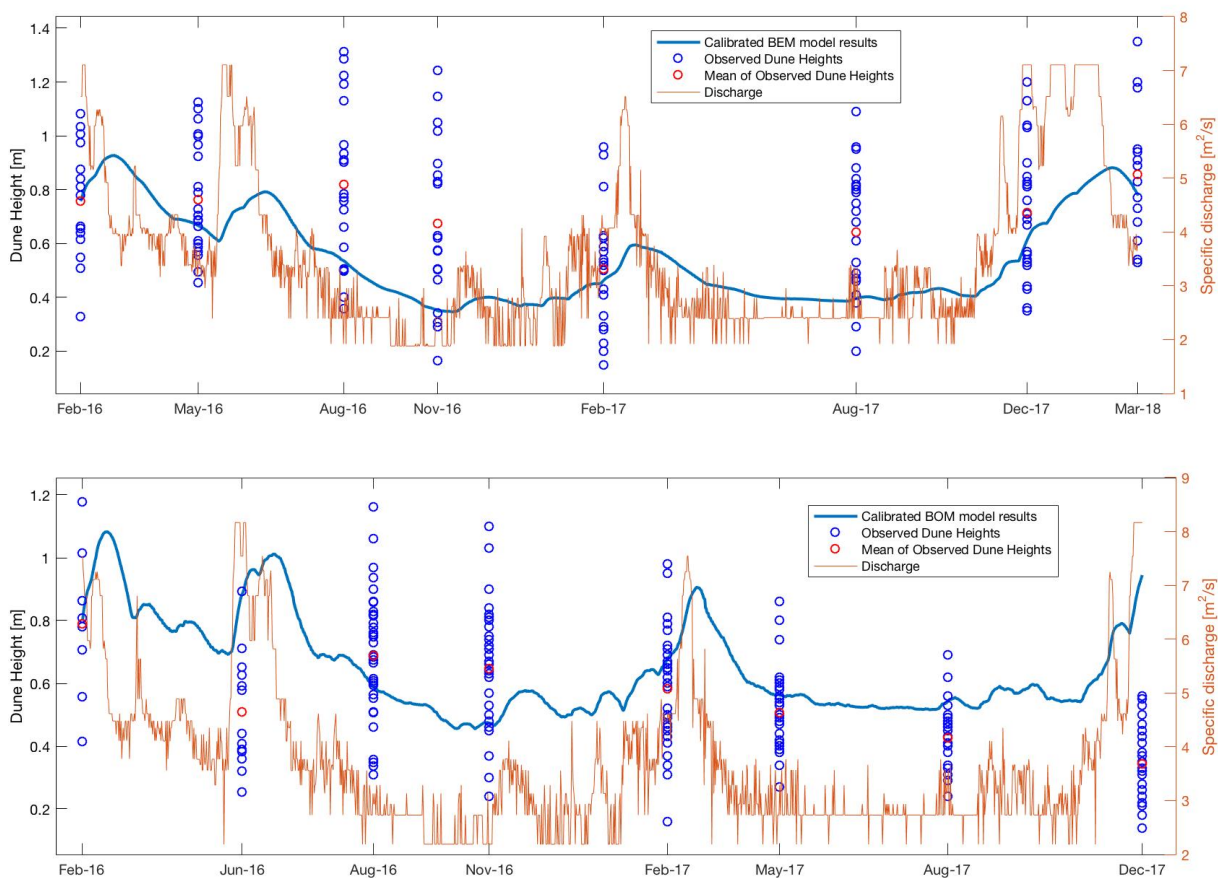 1.4
1.2
1
0.8
0.6
0.4
0.2
Dune Height [m]
8
7
6
5
4
3
2
1
Specific discharge [m²/s]
Calibrated BEM model results
Observed Dune Heights
Mean of Observed Dune Heights
Discharge
Feb-16 May-16 Aug-16 Nov-16 Feb-17 Aug-17 Dec-17 Mar-18
1.2
1
0.8
0.6
0.4
0.2
Dune Height [m]
9
8
7
6
5
4
3
2
Specific discharge [m²/s]
Calibrated BOM model results
Observed Dune Heights
Mean of Observed Dune Heights
Discharge
Feb-16 Jun-16 Aug-16 Nov-16 Feb-17 May-17 Aug-17 Dec-17